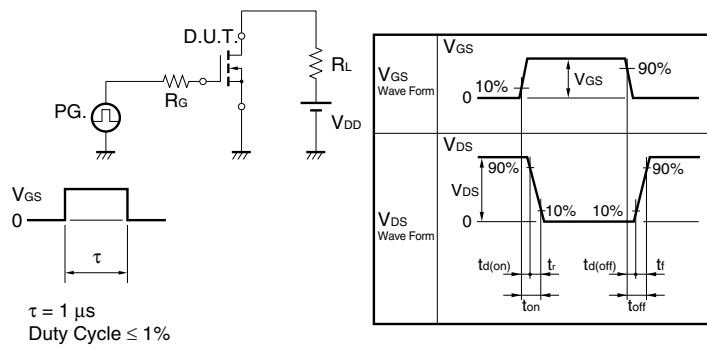 D.U.T.
RL
RG
PG.
VDD
VGS
0
τ
τ = 1 μs
Duty Cycle ≤ 1%
VGS
Wave Form
VGS
10%
VGS
90%
0
VDS
Wave Form
VDS
90%
90%
VDS
10%
10%
0
td(on)
tr
td(off)
tf
ton
toff